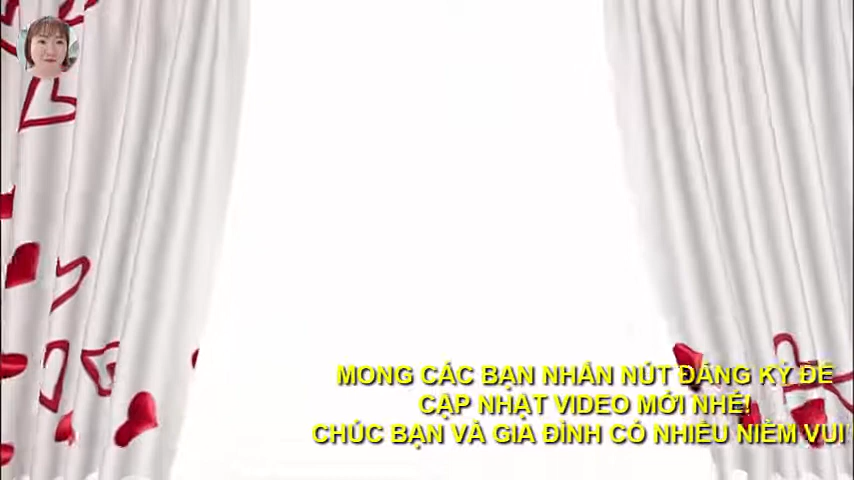 MONG CÁC BẠN NHẤN NÚT ĐĂNG KÝ ĐỂ
CẬP NHẬT VIDEO MỚI NHÉ!
CHÚC BẠN VÀ GIA ĐÌNH CÓ NHIỀU NIỀM VUI